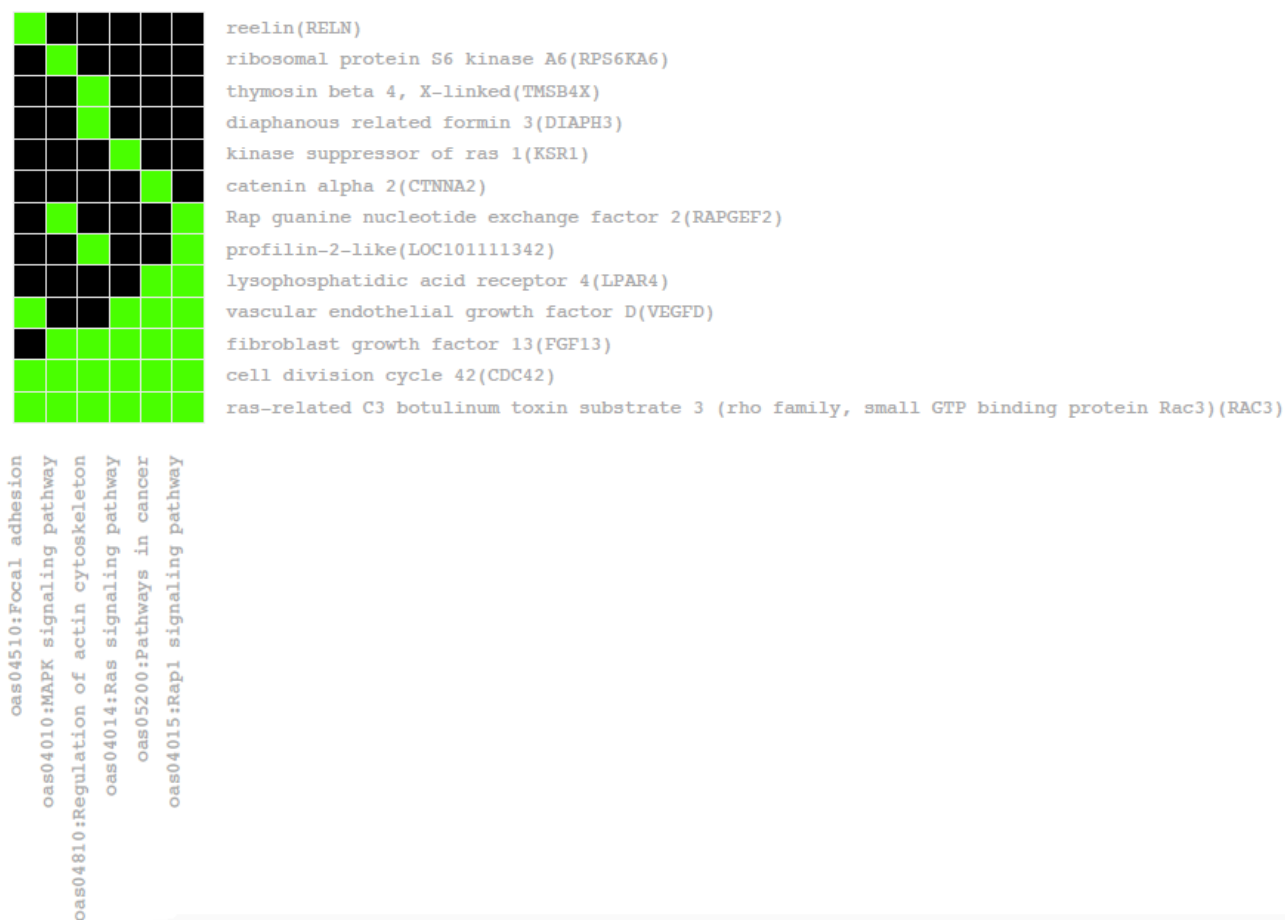 reelin(RELN)
ribosomal protein S6 kinase A6(RPS6KA6)
thymosin beta 4, X-linked(TMSB4X)
diaphanous related formin 3(DIAPH3)
kinase suppressor of ras 1(KSR1)
catenin alpha 2(CTNNA2)
Rap guanine nucleotide exchange factor 2(RAPGEF2)
profilin-2-like(LOC101111342)
lysophosphatidic acid receptor 4(LPAR4)
vascular endothelial growth factor D(VEGFD)
fibroblast growth factor 13(FGF13)
cell division cycle 42(CDC42)
ras-related C3 botulinum toxin substrate 3 (rho family, small GTP binding protein Rac3)(RAC3)
oas04510:Focal adhesion
oas04010:MAPK signaling pathway
oas04810:Regulation of actin cytoskeleton
oas04014:Ras signaling pathway
oas05200:Pathways in cancer
oas04015:Rap1 signaling pathway